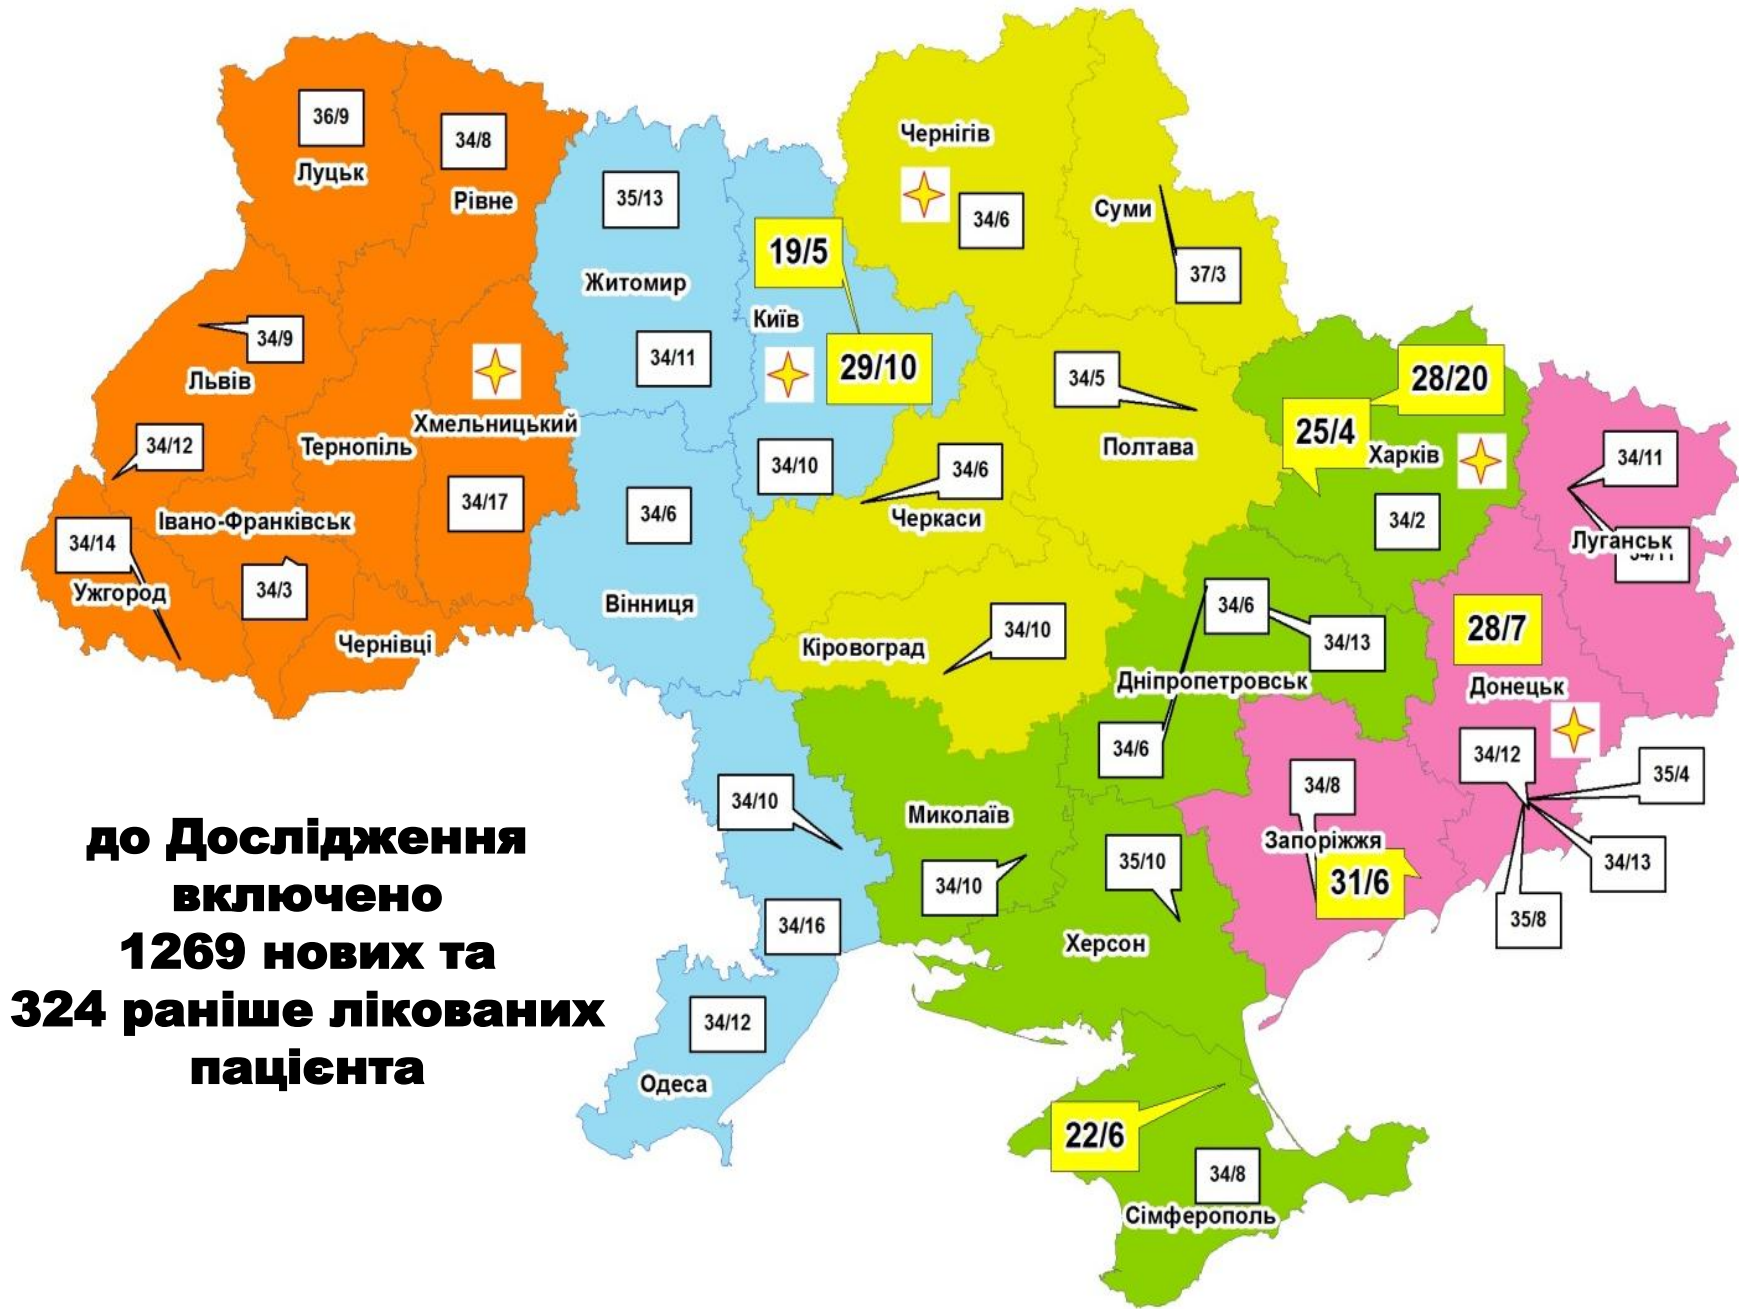 36/9
Луцьк
34/8
Рівне
35/13
Житомир
34/11
19/5
Київ
29/10
34/10
Чернігів
34/6
Суми
37/3
34/9
Львів
34/12
Хмельницький
Тернопіль
34/17
Івано-Франківськ
34/14
Ужгород
34/3
Чернівці
34/6
Вінниця
34/5
Полтава
34/6
Черкаси
34/10
Кіровоград
28/20
25/4
Харків
34/2
34/11
Луганськ
28/7
Донецьк
34/6
34/13
Дніпропетровськ
34/6
34/12
35/4
34/13
35/8
34/8
Запоріжжя
31/6
34/10
34/16
34/12
Одеса
Миколаїв
34/10
35/10
Херсон
22/6
34/8
Сімферополь
до Дослідження
включено
1269 нових та
324 раніше лікованих
пацієнта